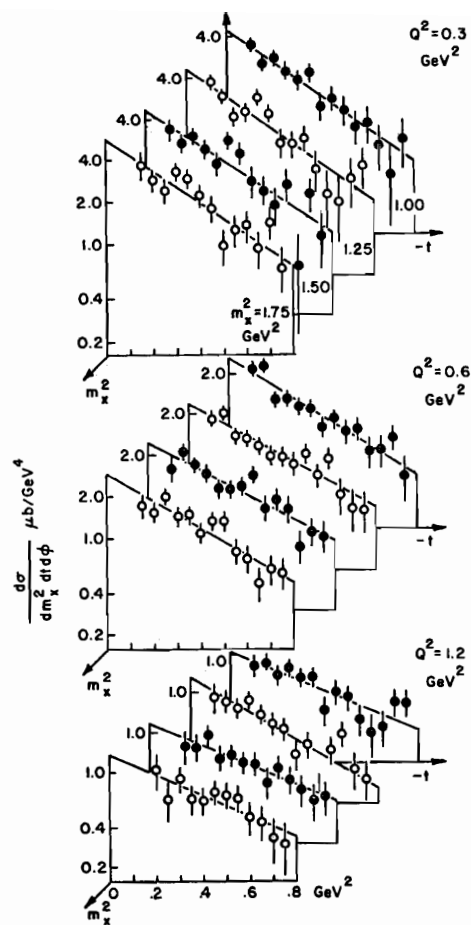 4.0
Q² = 0.3
GeV²
4.0
4.0
4.0
2.0
1.00
1.0
1.25
-t
1.50
0.4
m²ₓ = 1.75
GeV²
0.2
m²ₓ
2.0
Q² = 0.6
GeV²
2.0
2.0
2.0
1.0
-t
0.4
dσ / dm²ₓ dt dϕ μb/GeV⁴
0.2
m²ₓ
1.0
Q² = 1.2
GeV²
1.0
1.0
1.0
-t
0.4
0.2
0 .2 .4 .6 .8 GeV²
m²ₓ